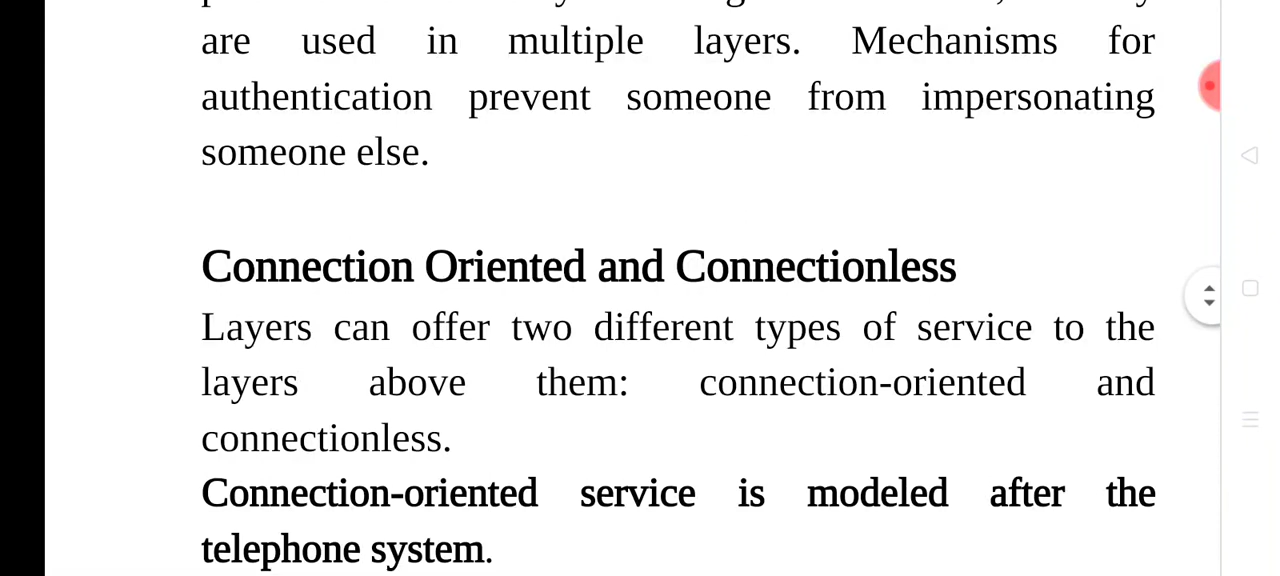 are used in multiple layers. Mechanisms for
authentication prevent someone from impersonating
someone else.
Connection Oriented and Connectionless
Layers can offer two different types of service to the
layers above them: connection-oriented and
connectionless.
Connection-oriented service is modeled after the
telephone system.